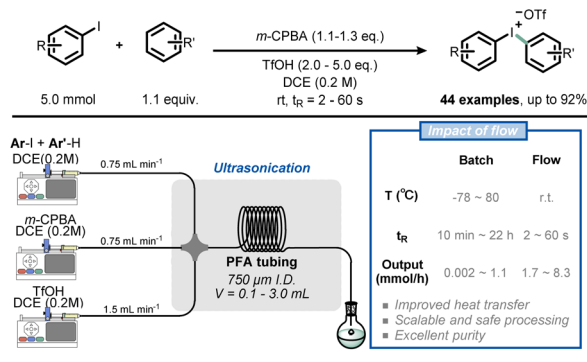 m-CPBA (1.1-1.3 eq.)
TfOH (2.0 - 5.0 eq.)
DCE (0.2 M)
rt, tR = 2 - 60 s
R
I
+
R'
5.0 mmol
1.1 equiv.
R
I
+
−OTf
R'
44 examples, up to 92%
Ar-I + Ar'-H
DCE(0.2M)
0.75 mL min-1
m-CPBA
DCE (0.2M)
0.75 mL min-1
TfOH
DCE (0.2M)
1.5 mL min-1
Ultrasonication
PFA tubing
750 µm I.D.
V = 0.1 - 3.0 mL
Impact of flow
Batch Flow
T (°C) -78 ~ 80 r.t.
tR 10 min ~ 22 h 2 ~ 60 s
Output
(mmol/h) 0.002 ~ 1.1 1.7 ~ 8.3
Improved heat transfer
Scalable and safe processing
Excellent purity